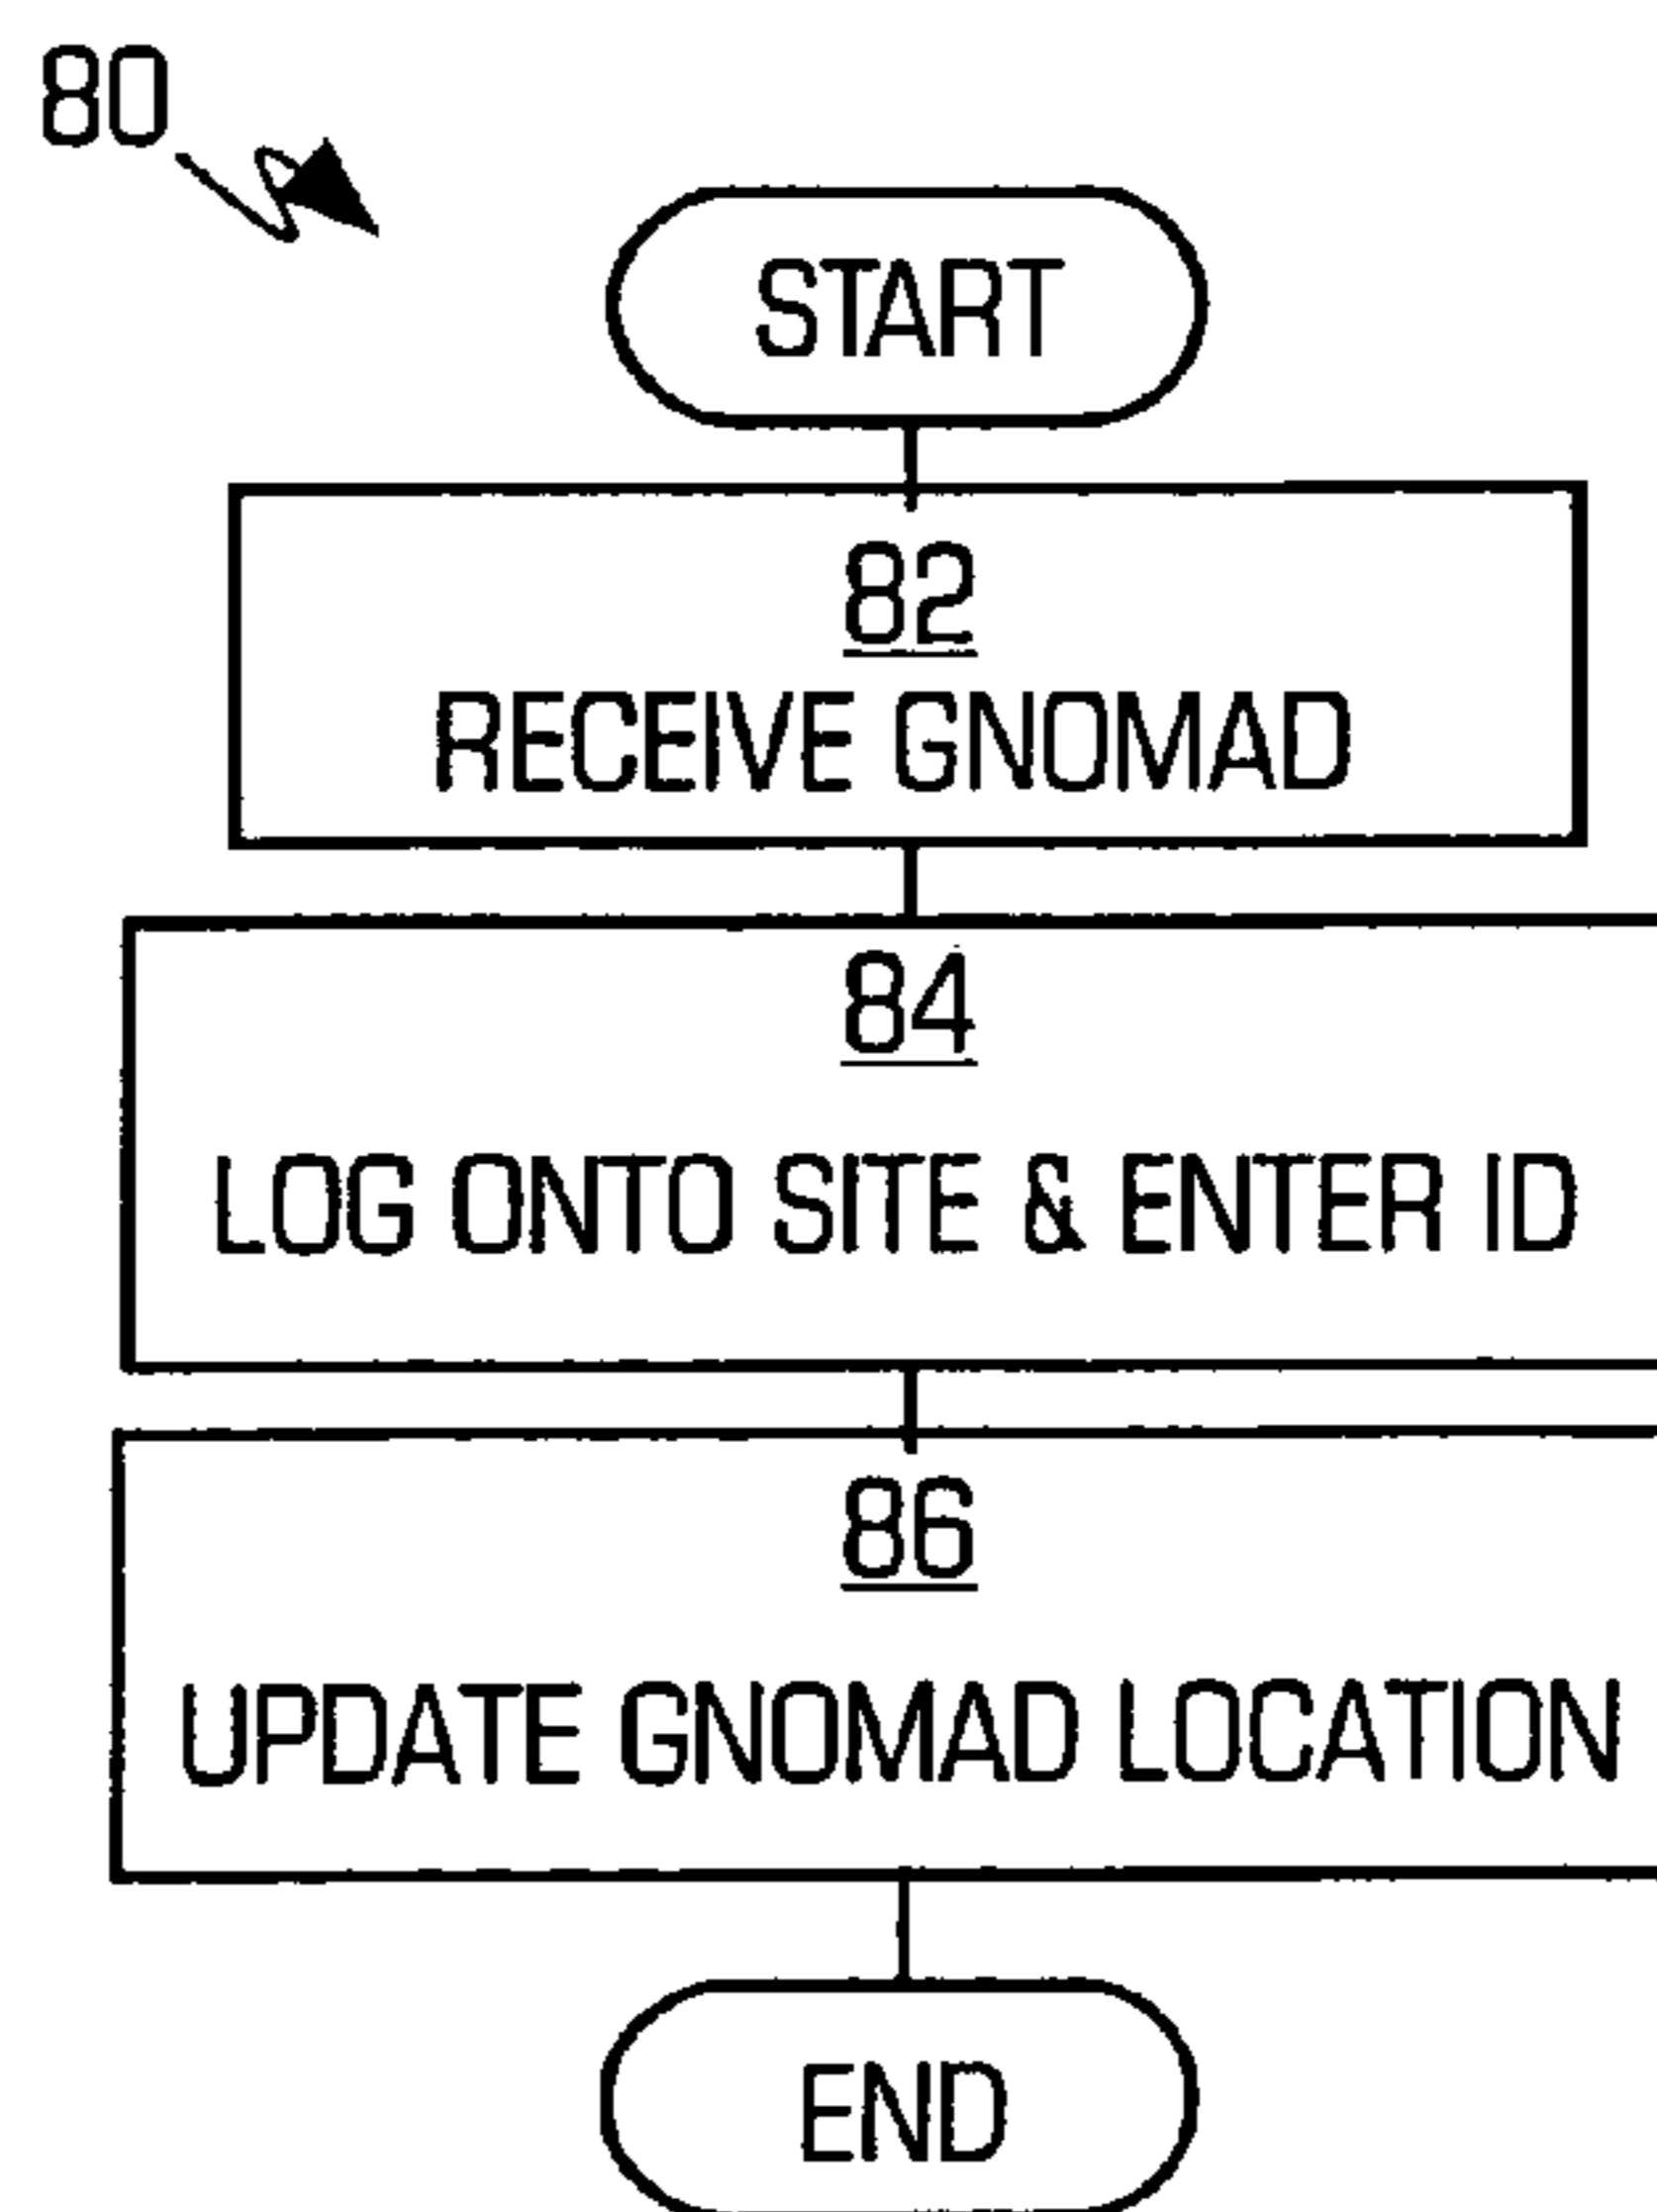 80
START
82
RECEIVE GNOMAD
84
LOG ONTO SITE & ENTER ID
86
UPDATE GNOMAD LOCATION
END